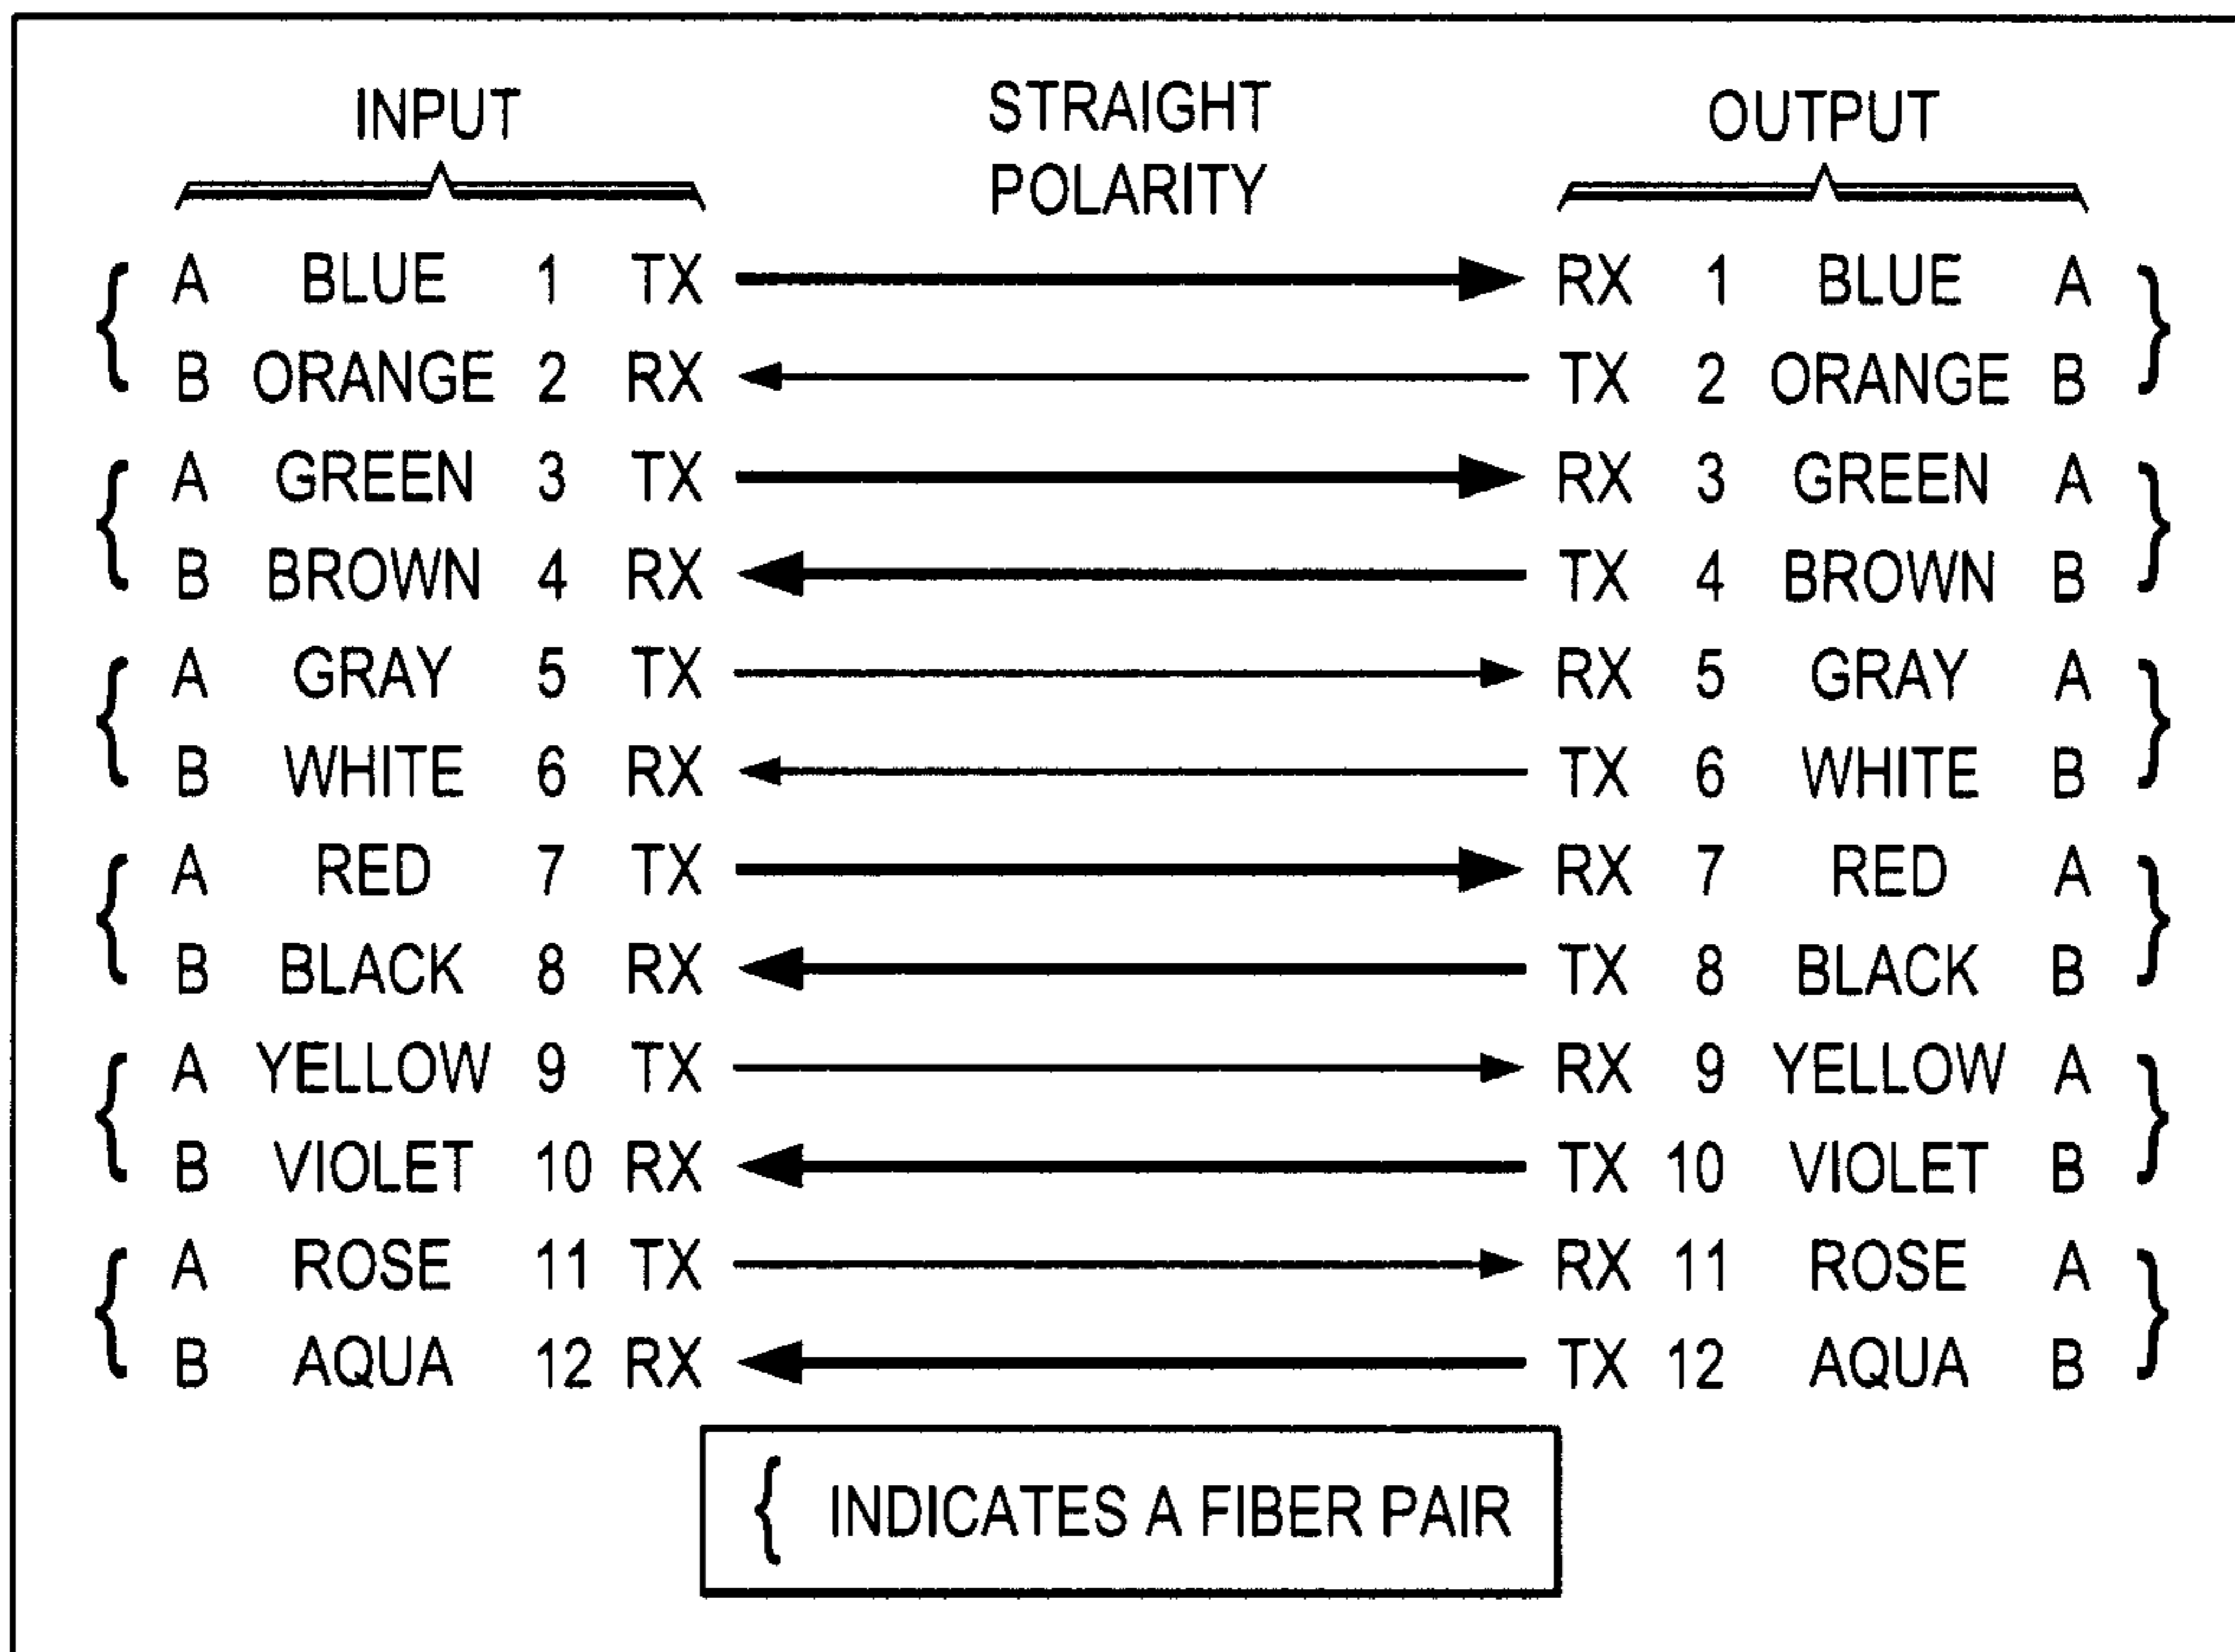 INPUT STRAIGHT POLARITY OUTPUT
A BLUE 1 TX RX 1 BLUE A
B ORANGE 2 RX TX 2 ORANGE B
A GREEN 3 TX RX 3 GREEN A
B BROWN 4 RX TX 4 BROWN B
A GRAY 5 TX RX 5 GRAY A
B WHITE 6 RX TX 6 WHITE B
A RED 7 TX RX 7 RED A
B BLACK 8 RX TX 8 BLACK B
A YELLOW 9 TX RX 9 YELLOW A
B VIOLET 10 RX TX 10 VIOLET B
A ROSE 11 TX RX 11 ROSE A
B AQUA 12 RX TX 12 AQUA B
{ INDICATES A FIBER PAIR